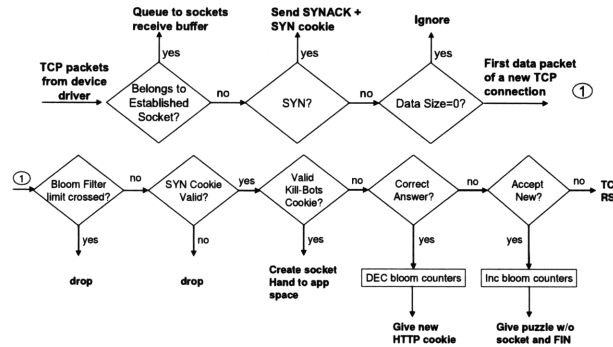 Queue to sockets
receive buffer
Send SYNACK +
SYN cookie
Ignore
yes
yes
yes
TCP packets
from device
driver
Belongs to
Established
Socket?
no
SYN?
no
Data Size=0?
First data packet
of a new TCP
connection
1
1
Bloom Filter
limit crossed?
no
SYN Cookie
Valid?
yes
Valid
Kill-Bots
Cookie?
no
Correct
Answer?
no
Accept
New?
no
TC
RS
yes
no
yes
yes
yes
drop
drop
Create socket
Hand to app
space
DEC bloom counters
Inc bloom counters
Give new
HTTP cookie
Give puzzle w/o
socket and FIN